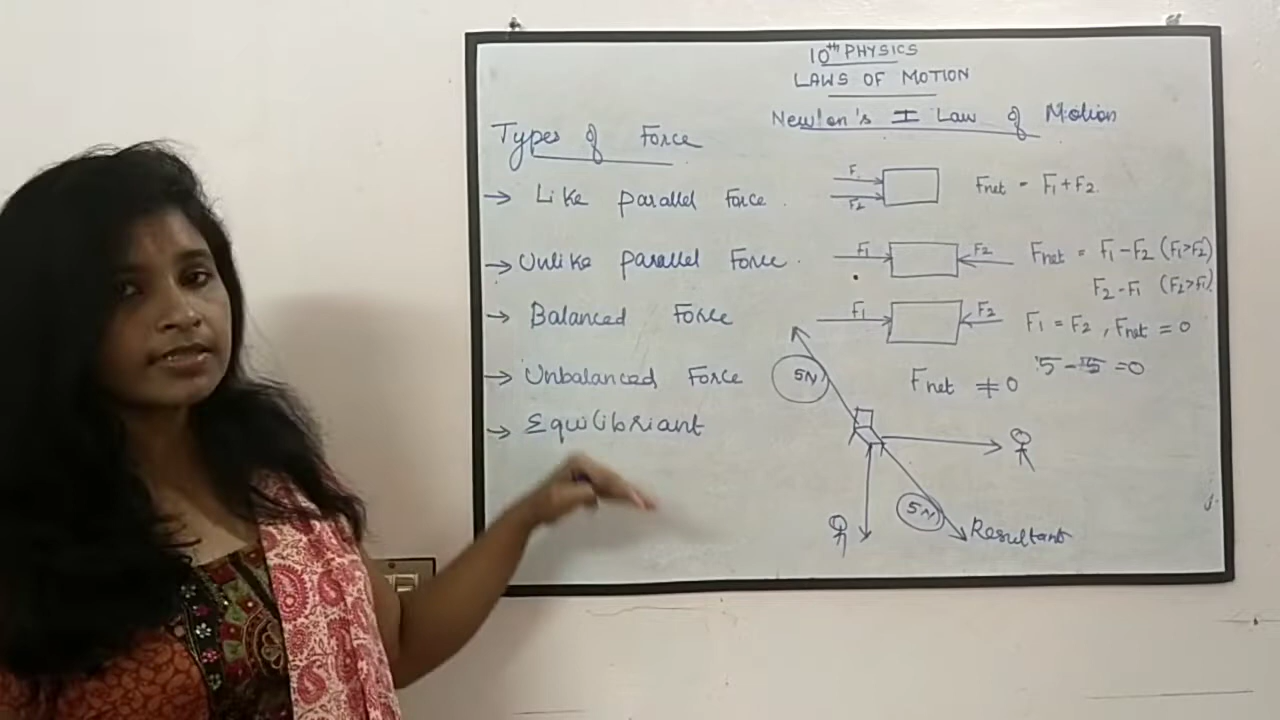 10th PHYSICS
LAWS OF MOTION
Newton's I Law of Motion
Types of Force
→ Like parallel Force.
F1
F2
Fnet = F1 + F2.
→ Unlike parallel Force.
F1
F2
Fnet = F1 - F2 (F1>F2)
F2 - F1 (F2>F1)
→ Balanced Force
F1
F2
F1 = F2, Fnet = 0
5 - 5 = 0
→ Unbalanced Force
Fnet ≠ 0
5N
→ Equilibriant
5N
Resultant